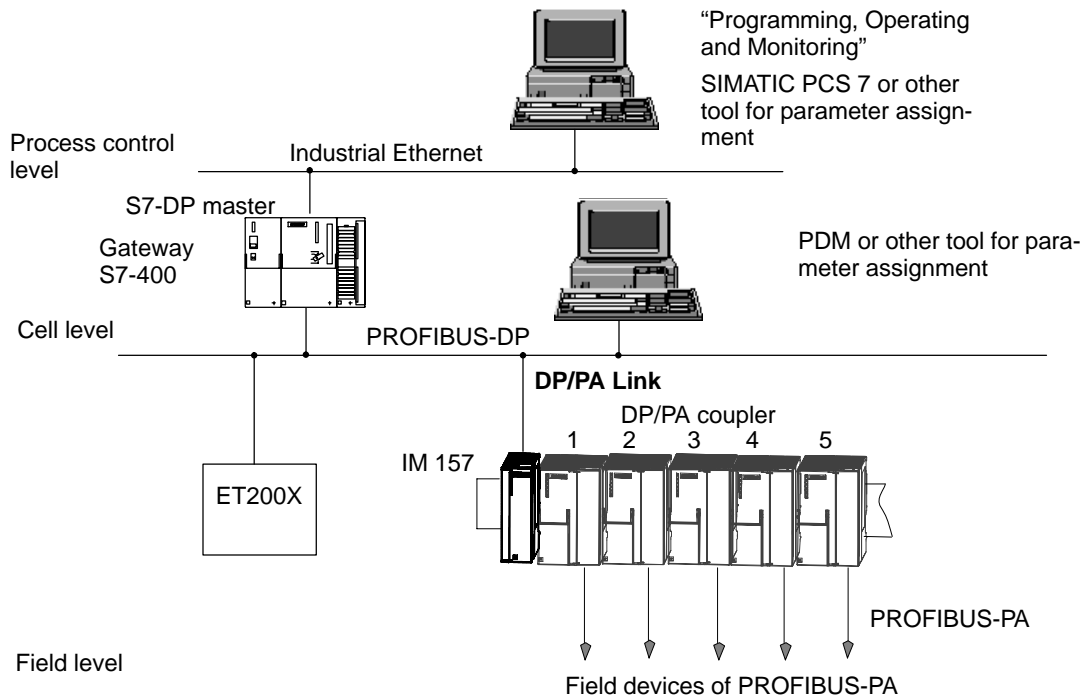 “Programming, Operating
and Monitoring”
SIMATIC PCS 7 or other
tool for parameter assign-
ment
Process control
level
Industrial Ethernet
S7-DP master
Gateway
S7-400
PDM or other tool for para-
meter assignment
Cell level
PROFIBUS-DP
DP/PA Link
DP/PA coupler
1 2 3 4 5
IM 157
ET200X
PROFIBUS-PA
Field level
Field devices of PROFIBUS-PA